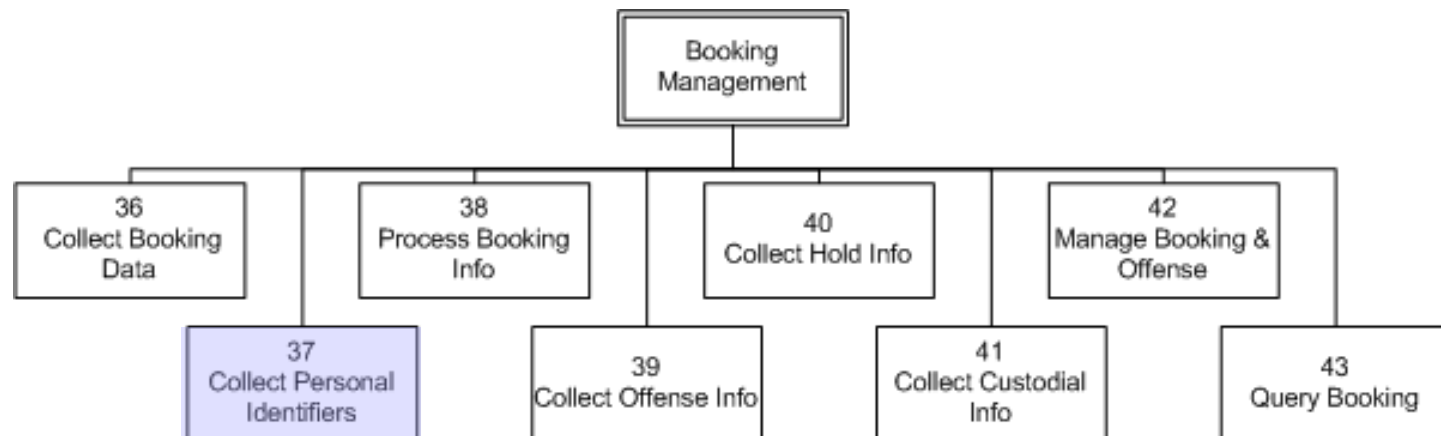 Booking
Management
36
Collect Booking
Data
38
Process Booking
Info
40
Collect Hold Info
42
Manage Booking &
Offense
37
Collect Personal
Identifiers
39
Collect Offense Info
41
Collect Custodial
Info
43
Query Booking